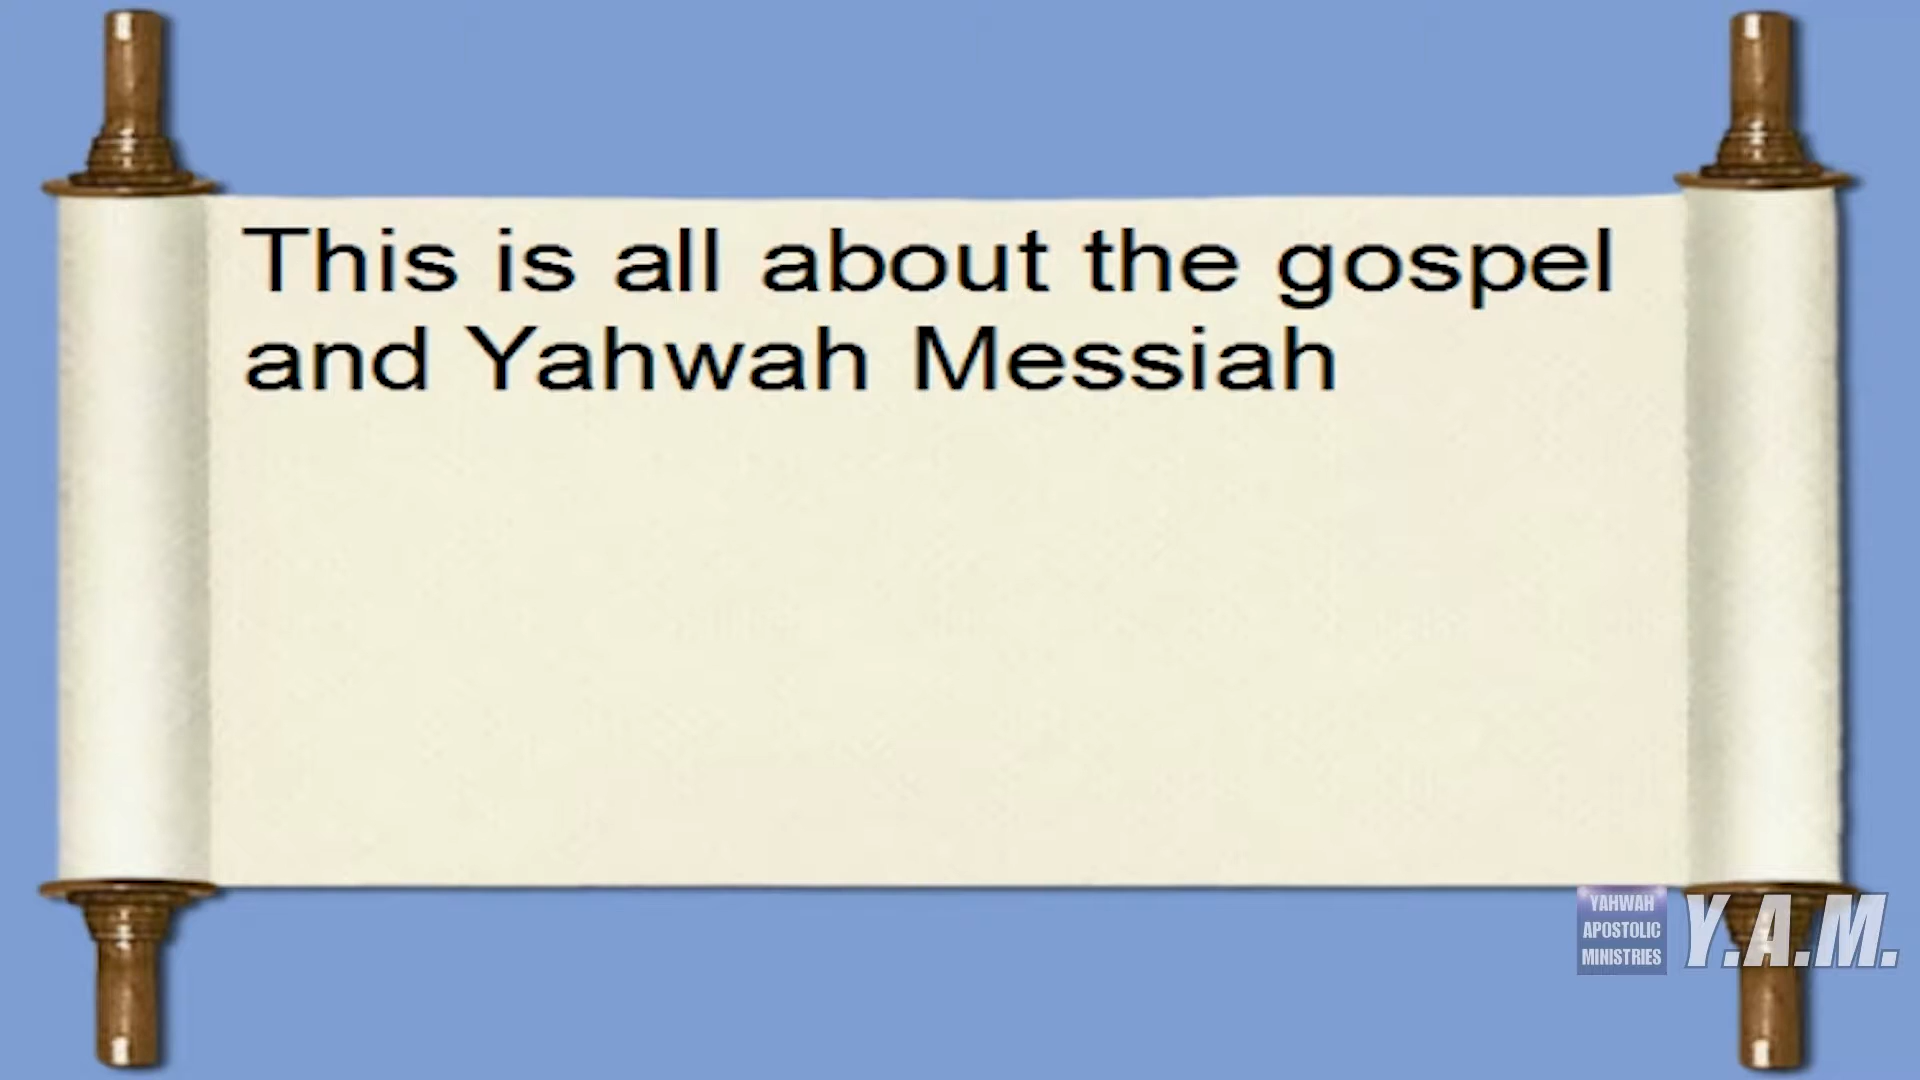 This is all about the gospel
and Yahwah Messiah
YAHWAH
APOSTOLIC
MINISTRIES
Y.A.M.